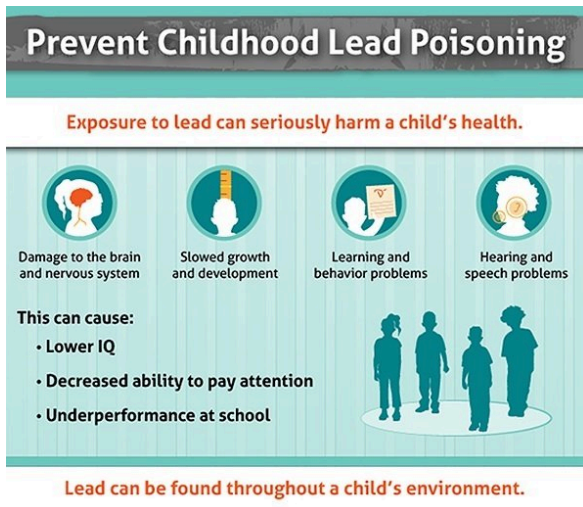 Prevent Childhood Lead Poisoning
Exposure to lead can seriously harm a child's health.
Damage to the brain
and nervous system
Slowed growth
and development
Learning and
behavior problems
Hearing and
speech problems
This can cause:
• Lower IQ
• Decreased ability to pay attention
• Underperformance at school
Lead can be found throughout a child's environment.